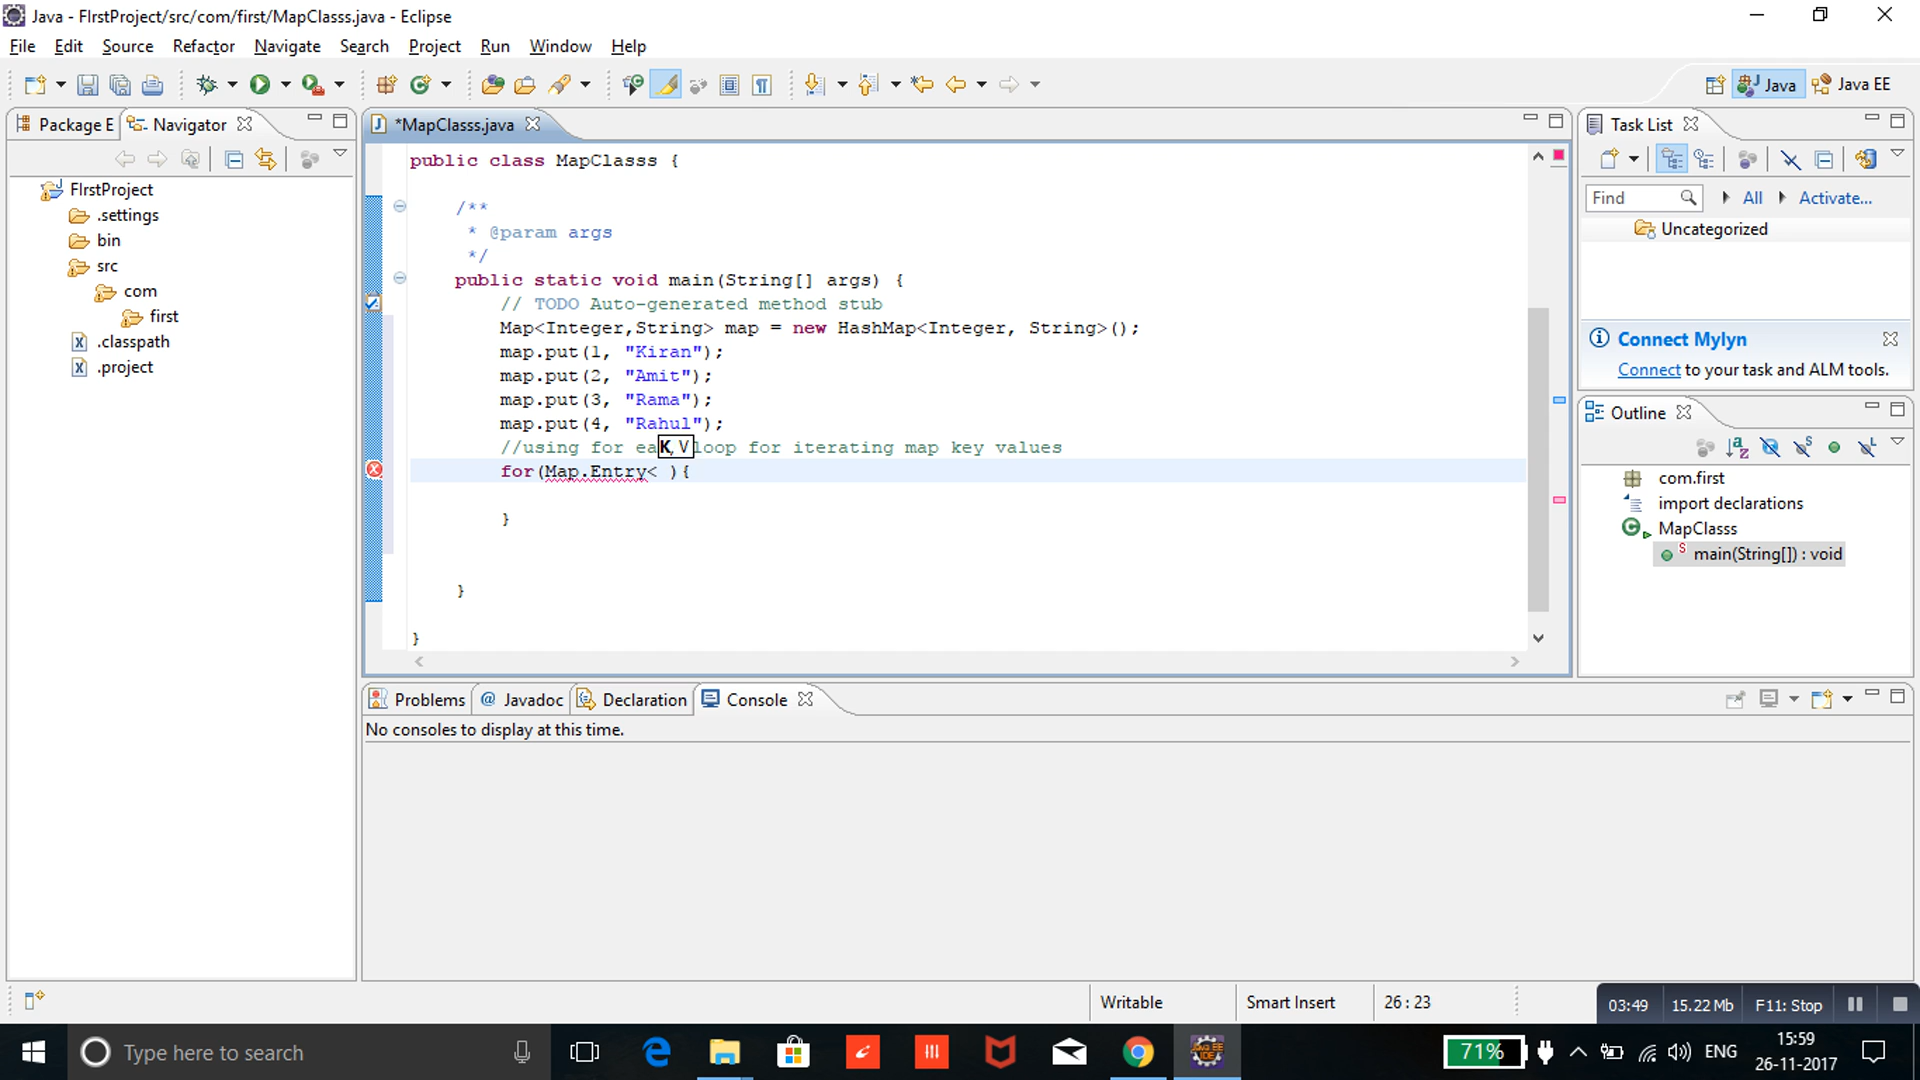 Java - FIrstProject/src/com/first/MapClasss.java - Eclipse
File Edit Source Refactor Navigate Search Project Run Window Help
Java Java EE
Package E Navigator
FIrstProject
.settings
bin
src
com
first
.classpath
.project
*MapClasss.java
public class MapClasss {
/**
* @param args
*/
public static void main(String[] args) {
// TODO Auto-generated method stub
Map<Integer,String> map = new HashMap<Integer, String>();
map.put(1, "Kiran");
map.put(2, "Amit");
map.put(3, "Rama");
map.put(4, "Rahul");
//using for ea loop for iterating map key values
K,V
for(Map.Entry< ){
}
}
}
Task List
Find All Activate...
Uncategorized
Connect Mylyn
Connect to your task and ALM tools.
Outline
com.first
import declarations
MapClasss
main(String[]) : void
Problems Javadoc Declaration Console
No consoles to display at this time.
Writable Smart Insert 26 : 23
03:49 15.22 Mb F11: Stop
Type here to search
71% ENG 15:59
26-11-2017